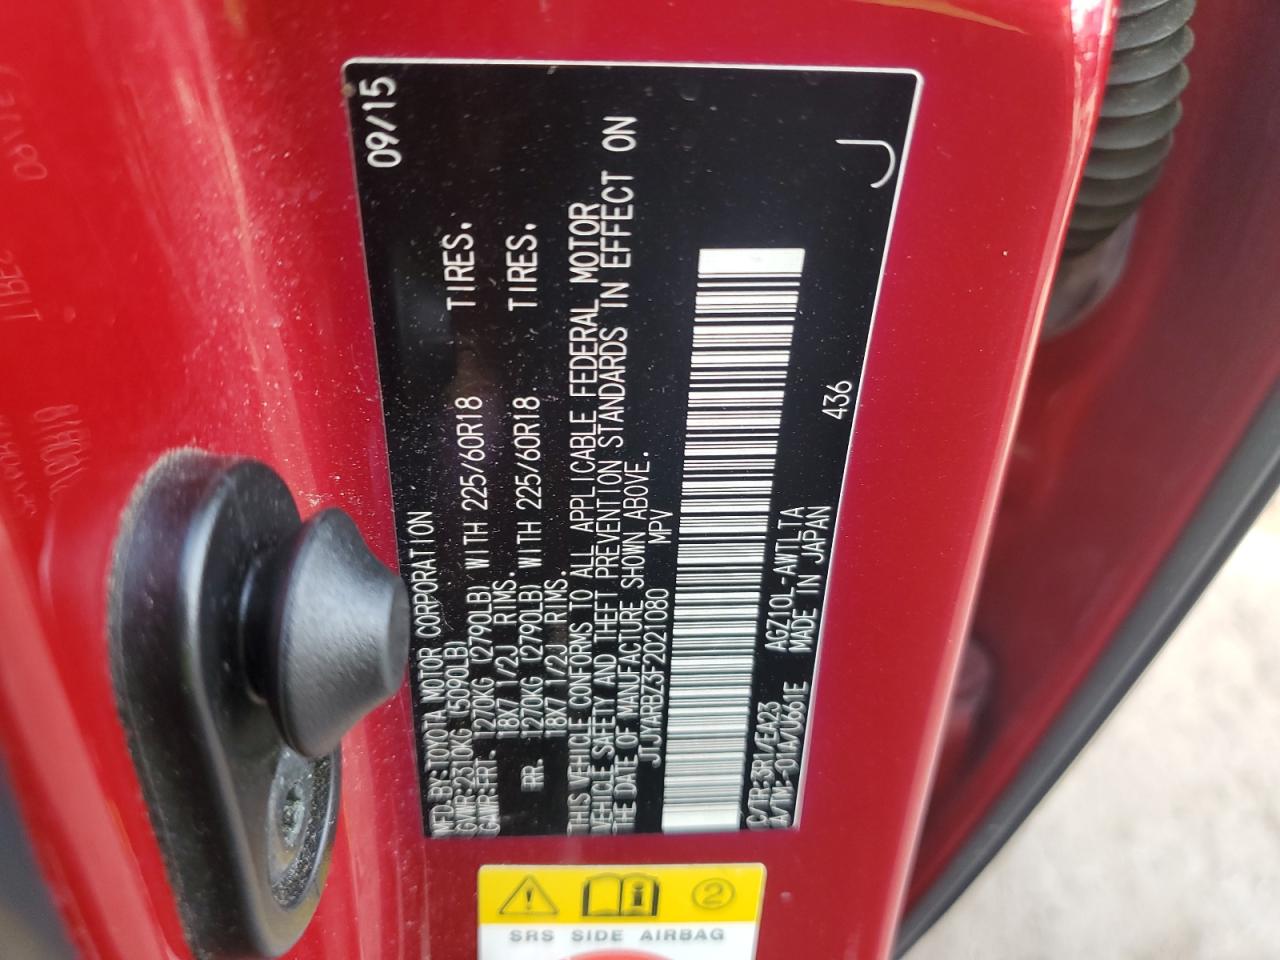 MFD.BY:TOYOTA MOTOR CORPORATION 09/15
GVWR:2310KG (5090LB)
GAWR:FRT. 1270KG (2790LB) WITH 225/60R18 TIRES.
18X7 1/2J RIMS.
RR. 1270KG (2790LB) WITH 225/60R18 TIRES.
18X7 1/2J RIMS.
THIS VEHICLE CONFORMS TO ALL APPLICABLE FEDERAL MOTOR
VEHICLE SAFETY AND THEFT PREVENTION STANDARDS IN EFFECT ON
THE DATE OF MANUFACTURE SHOWN ABOVE.
JTJYARBZ3F2021080 MPV
C/TR:3R1/EA23 AGZ10L-AWTLTA
A/TM:-01A/U661E MADE IN JAPAN 436
J
2
SRS SIDE AIRBAG